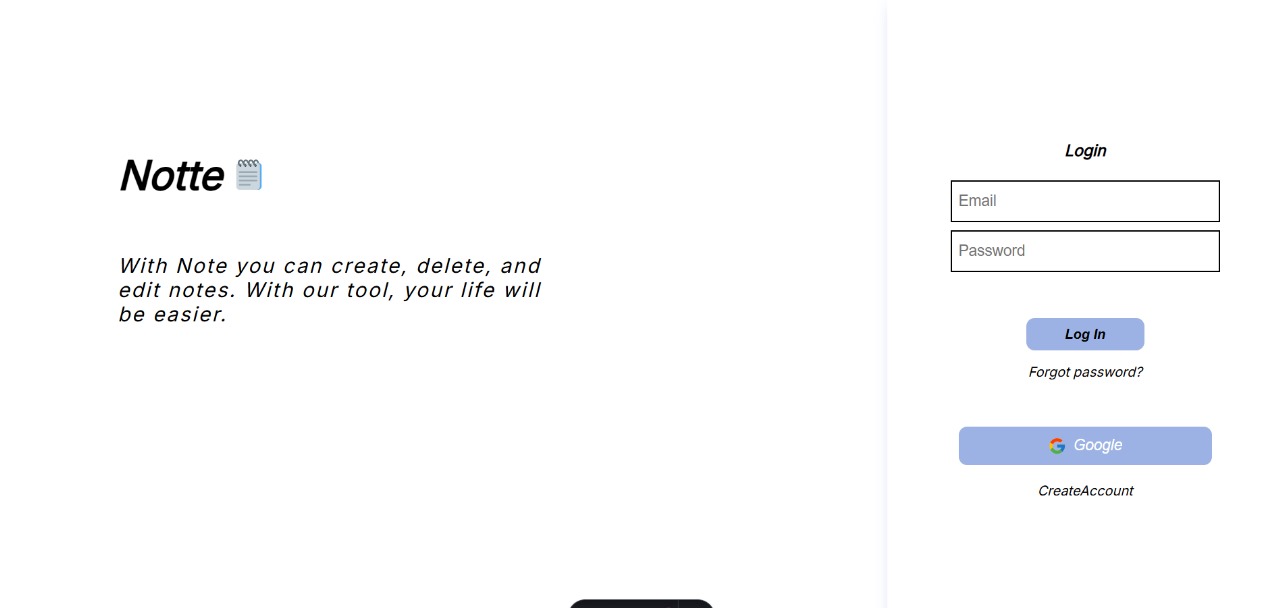 Notte
With Note you can create, delete, and
edit notes. With our tool, your life will
be easier.
Login
Email
Password
Log In
Forgot password?
Google
CreateAccount